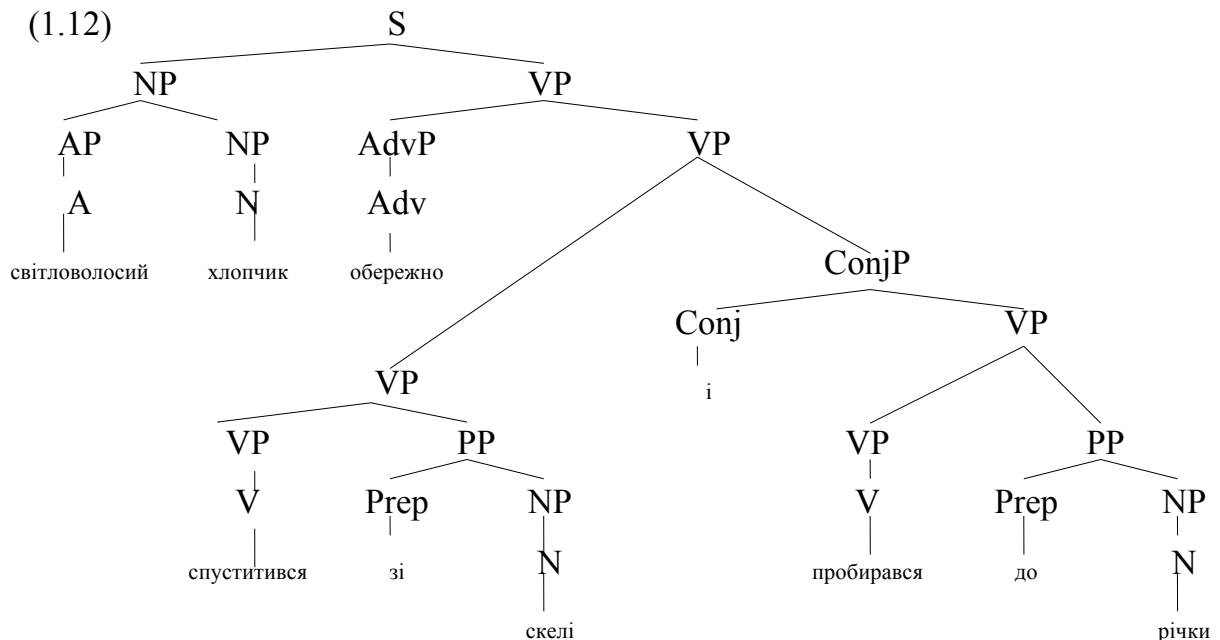 (1.12) S
NP VP
AP NP AdvP VP
A N Adv
світловолосий хлопчик обережно
ConjP
Conj VP
VP
і
VP PP VP PP
V Prep NP V Prep NP
спуститився зі N пробирався до N
скелі річки